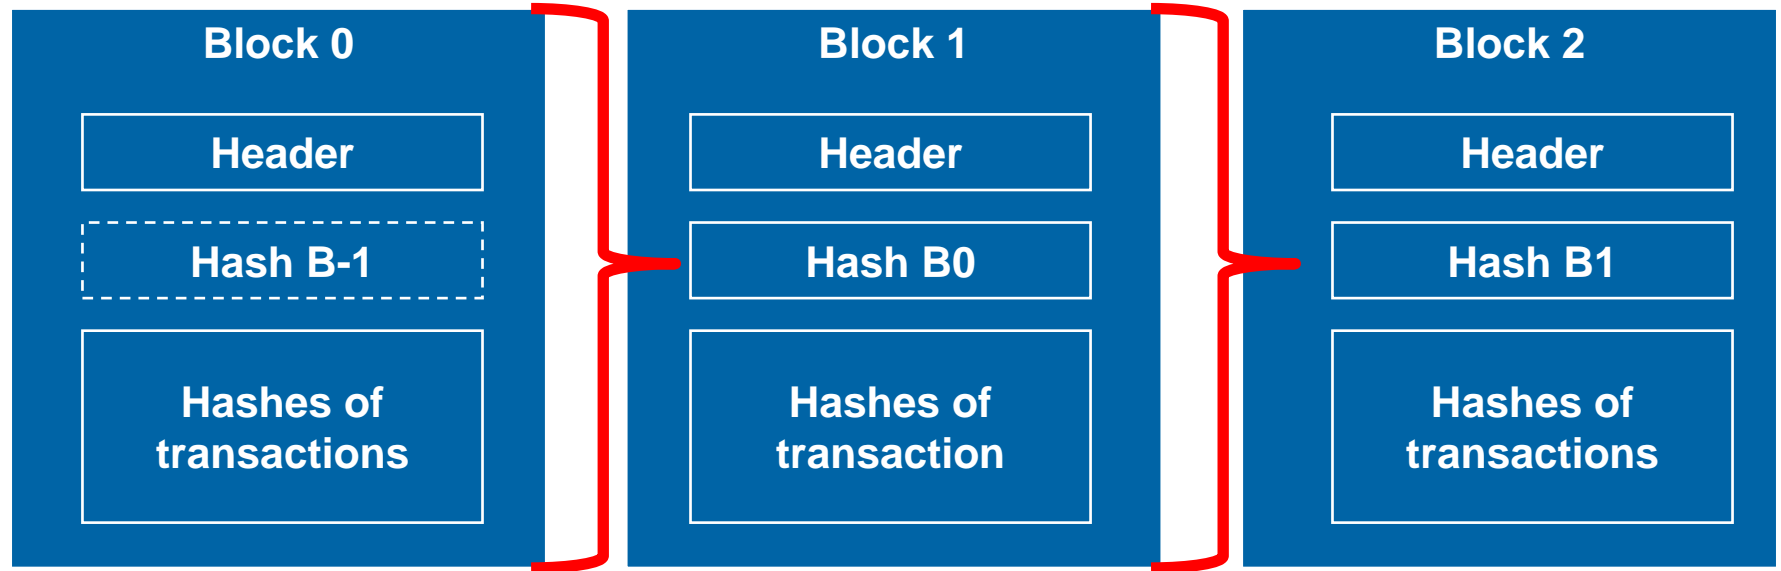 Block 0
Header
Hash B-1
Hashes of
transactions
Block 1
Header
Hash B0
Hashes of
transaction
Block 2
Header
Hash B1
Hashes of
transactions